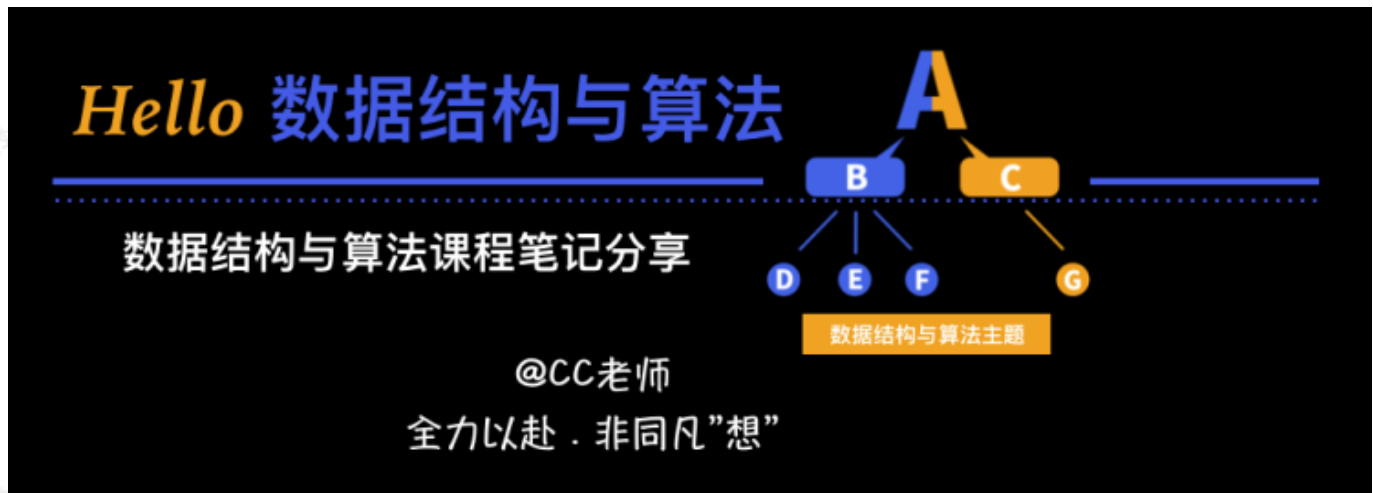 Hello 数据结构与算法
A
B
C
数据结构与算法课程笔记分享
D
E
F
G
数据结构与算法主题
@CC老师
全力以赴 . 非同凡”想”